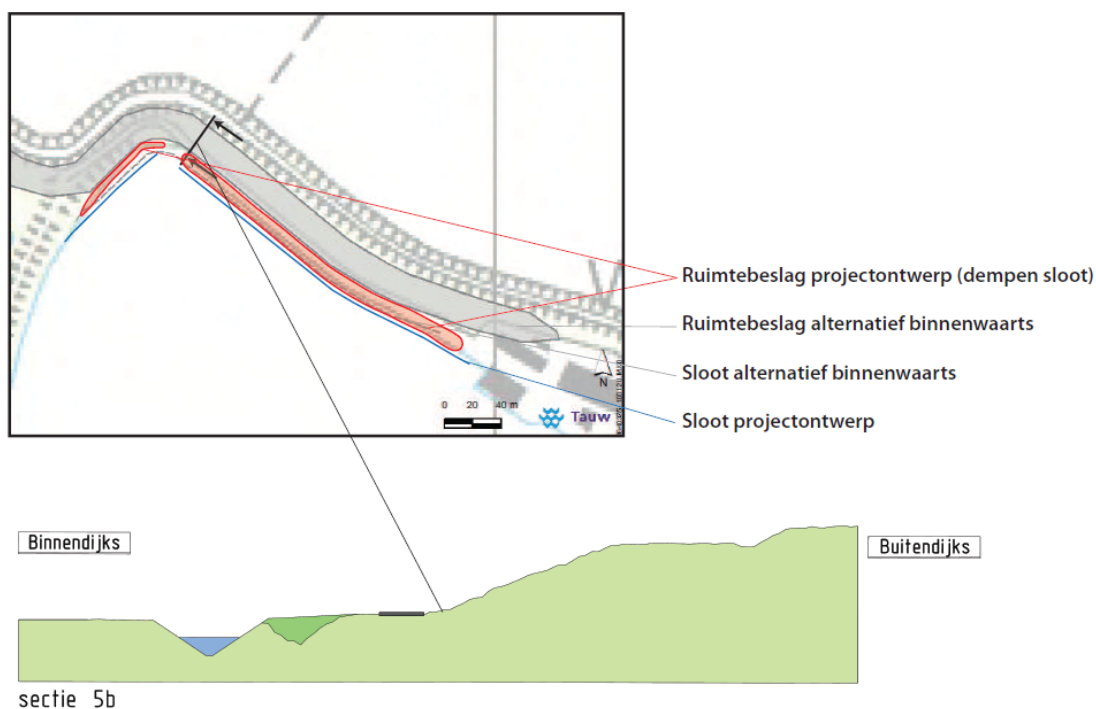 Ruimtebeslag projectontwerp (dempen sloot)
Ruimtebeslag alternatief binnenwaarts
Sloot alternatief binnenwaarts
Sloot projectontwerp
N
0 20 40 m
Tauw
Binnendijks
Buitendijks
sectie 5b